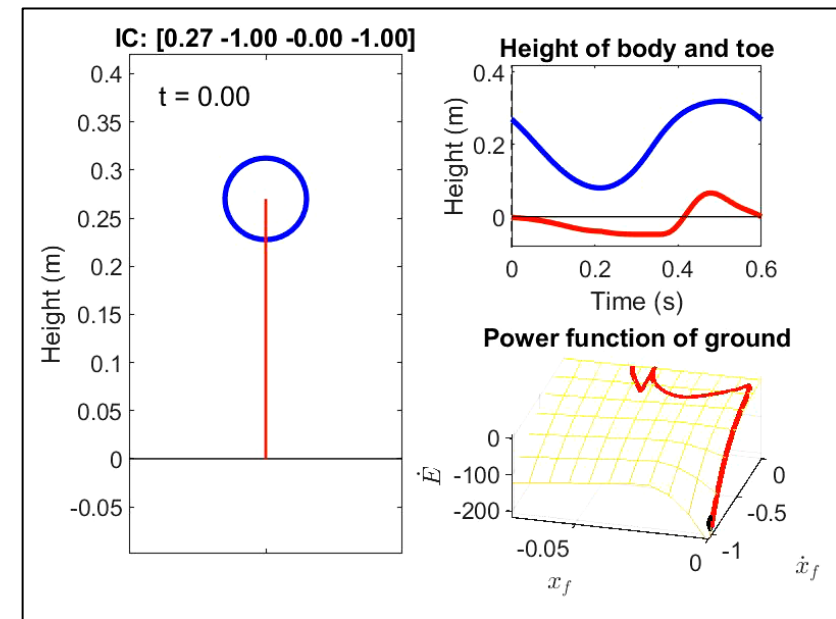 IC: [0.27 -1.00 -0.00 -1.00]
t = 0.00
Height (m)
0.4
0.35
0.3
0.25
0.2
0.15
0.1
0.05
0
-0.05
Height of body and toe
Height (m)
0.4
0.2
0
0 0.2 0.4 0.6
Time (s)
Power function of ground
Ė
0
-100
-200
-0.05 0
x_f
-1 -0.5 0
ẋ_f